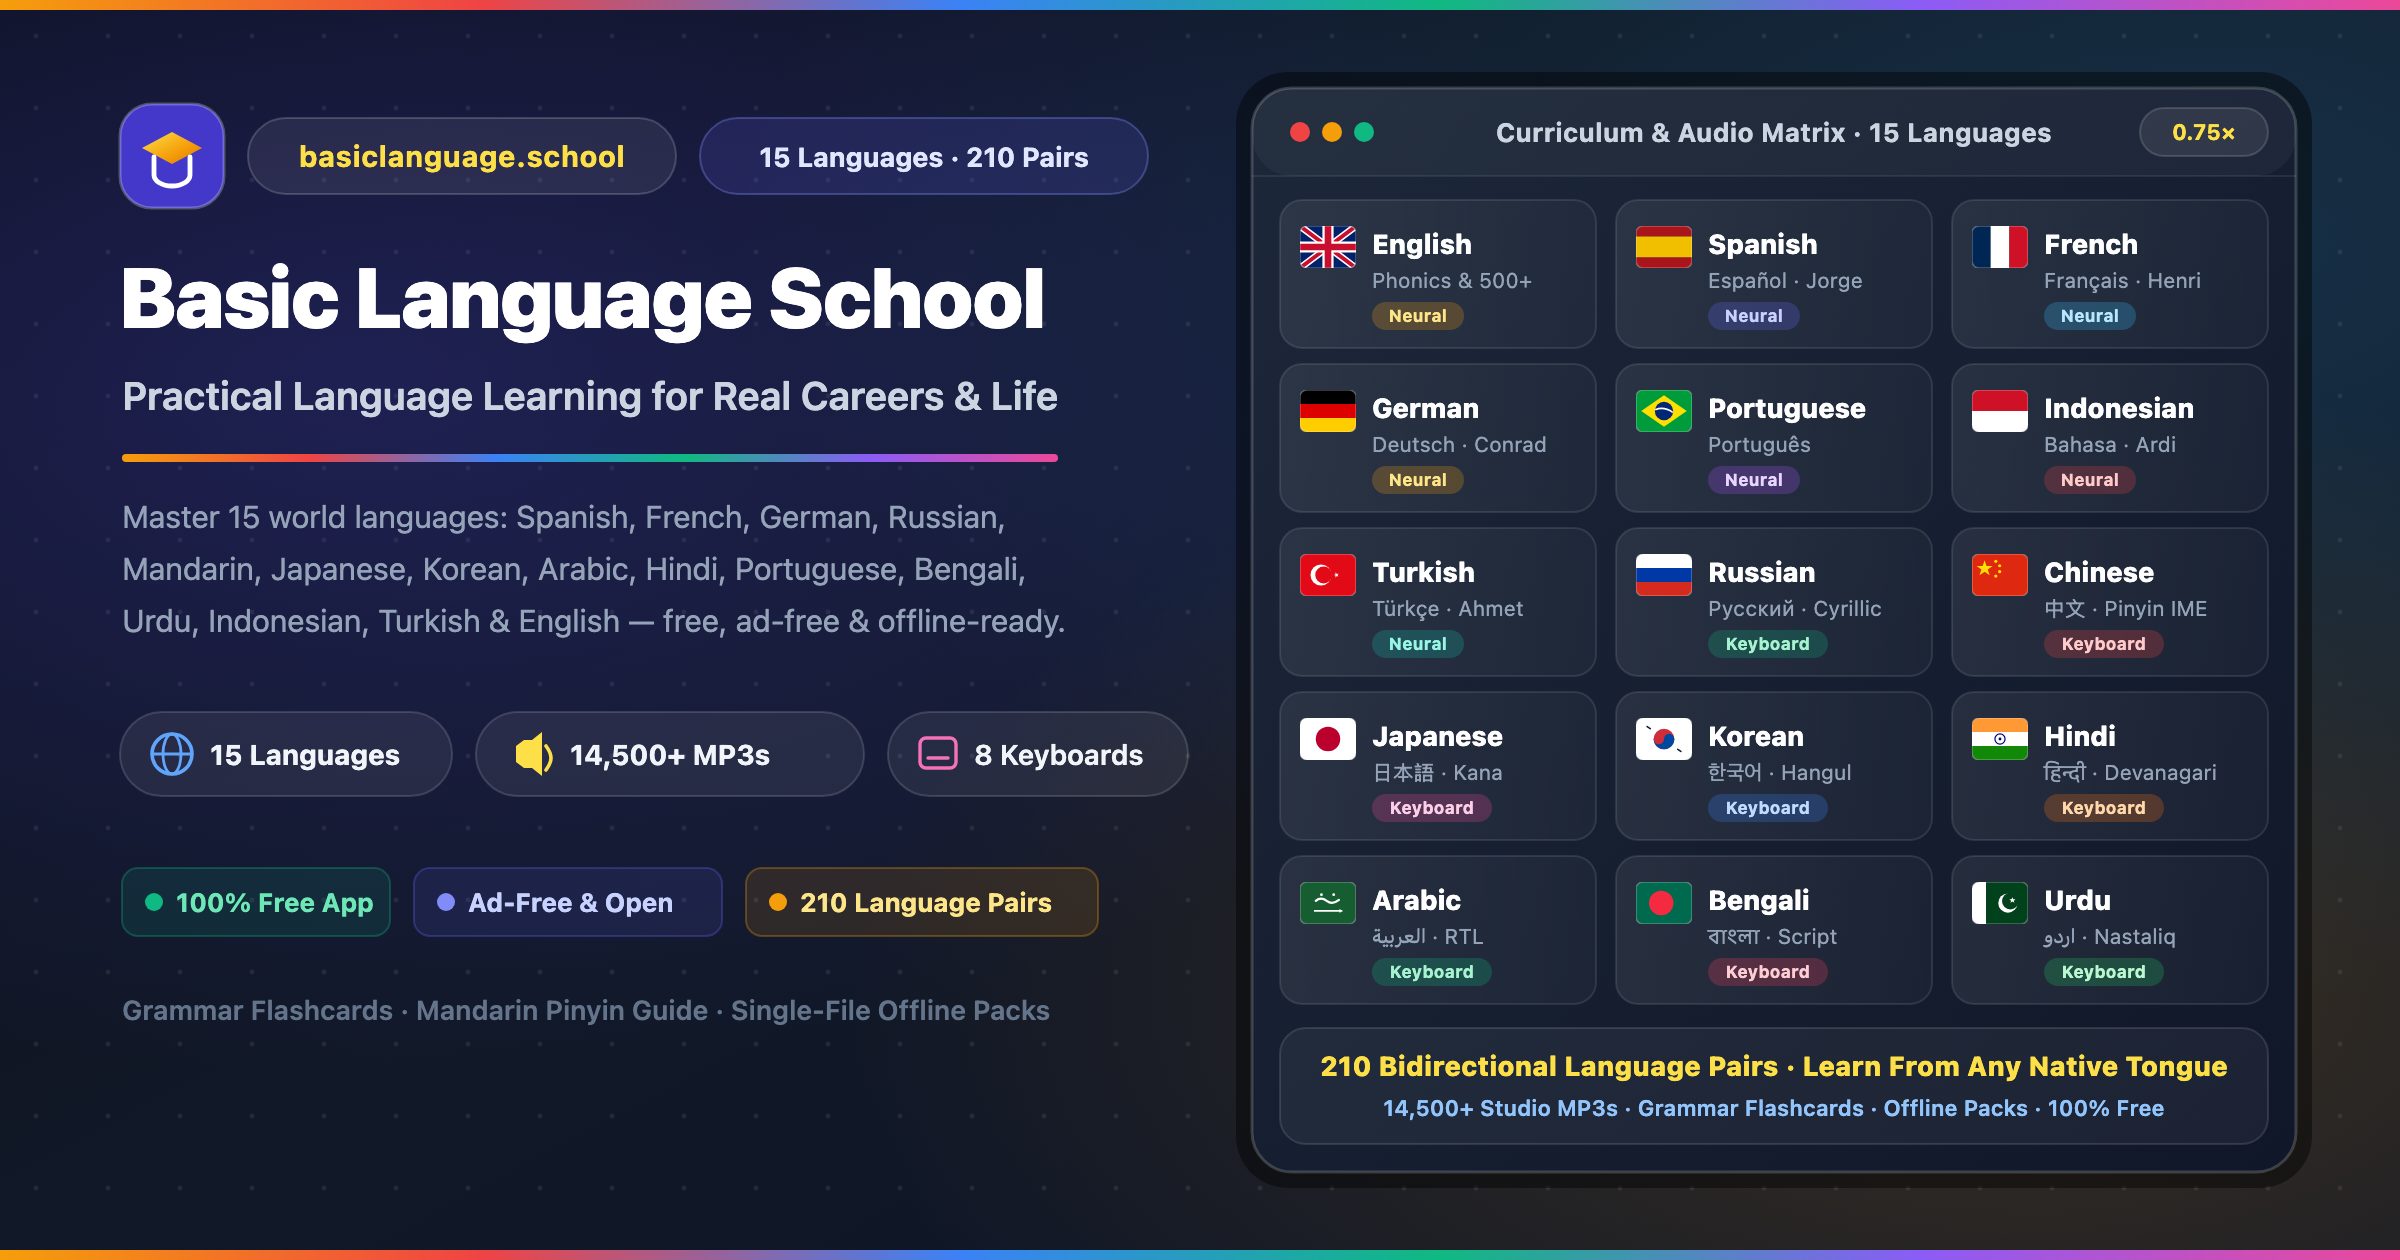 basiclanguage.school
15 Languages · 210 Pairs
Basic Language School
Practical Language Learning for Real Careers & Life
Master 15 world languages: Spanish, French, German, Russian,
Mandarin, Japanese, Korean, Arabic, Hindi, Portuguese, Bengali,
Urdu, Indonesian, Turkish & English — free, ad-free & offline-ready.
15 Languages
14,500+ MP3s
8 Keyboards
100% Free App
Ad-Free & Open
210 Language Pairs
Grammar Flashcards · Mandarin Pinyin Guide · Single-File Offline Packs
Curriculum & Audio Matrix · 15 Languages
0.75×
English
Phonics & 500+
Neural
Spanish
Español · Jorge
Neural
French
Français · Henri
Neural
German
Deutsch · Conrad
Neural
Portuguese
Português
Neural
Indonesian
Bahasa · Ardi
Neural
Turkish
Türkçe · Ahmet
Neural
Russian
Русский · Cyrillic
Keyboard
Chinese
中文 · Pinyin IME
Keyboard
Japanese
日本語 · Kana
Keyboard
Korean
한국어 · Hangul
Keyboard
Hindi
हिन्दी · Devanagari
Keyboard
Arabic
العربية · RTL
Keyboard
Bengali
বাংলা · Script
Keyboard
Urdu
اردو · Nastaliq
Keyboard
210 Bidirectional Language Pairs · Learn From Any Native Tongue
14,500+ Studio MP3s · Grammar Flashcards · Offline Packs · 100% Free